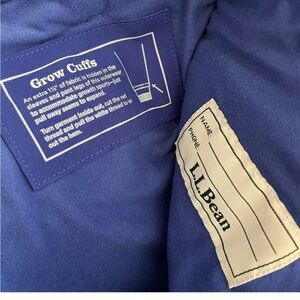 Grow Cuffs
An extra 1½" of fabric is hidden in the
sleeves and pant legs of this outerwear
to accommodate growth spurts—just
pull away seams to expand.
Turn garment inside out, cut the red
thread and pull the white thread to w
out the hem.
NAME:
PHONE:
L.L.Bean